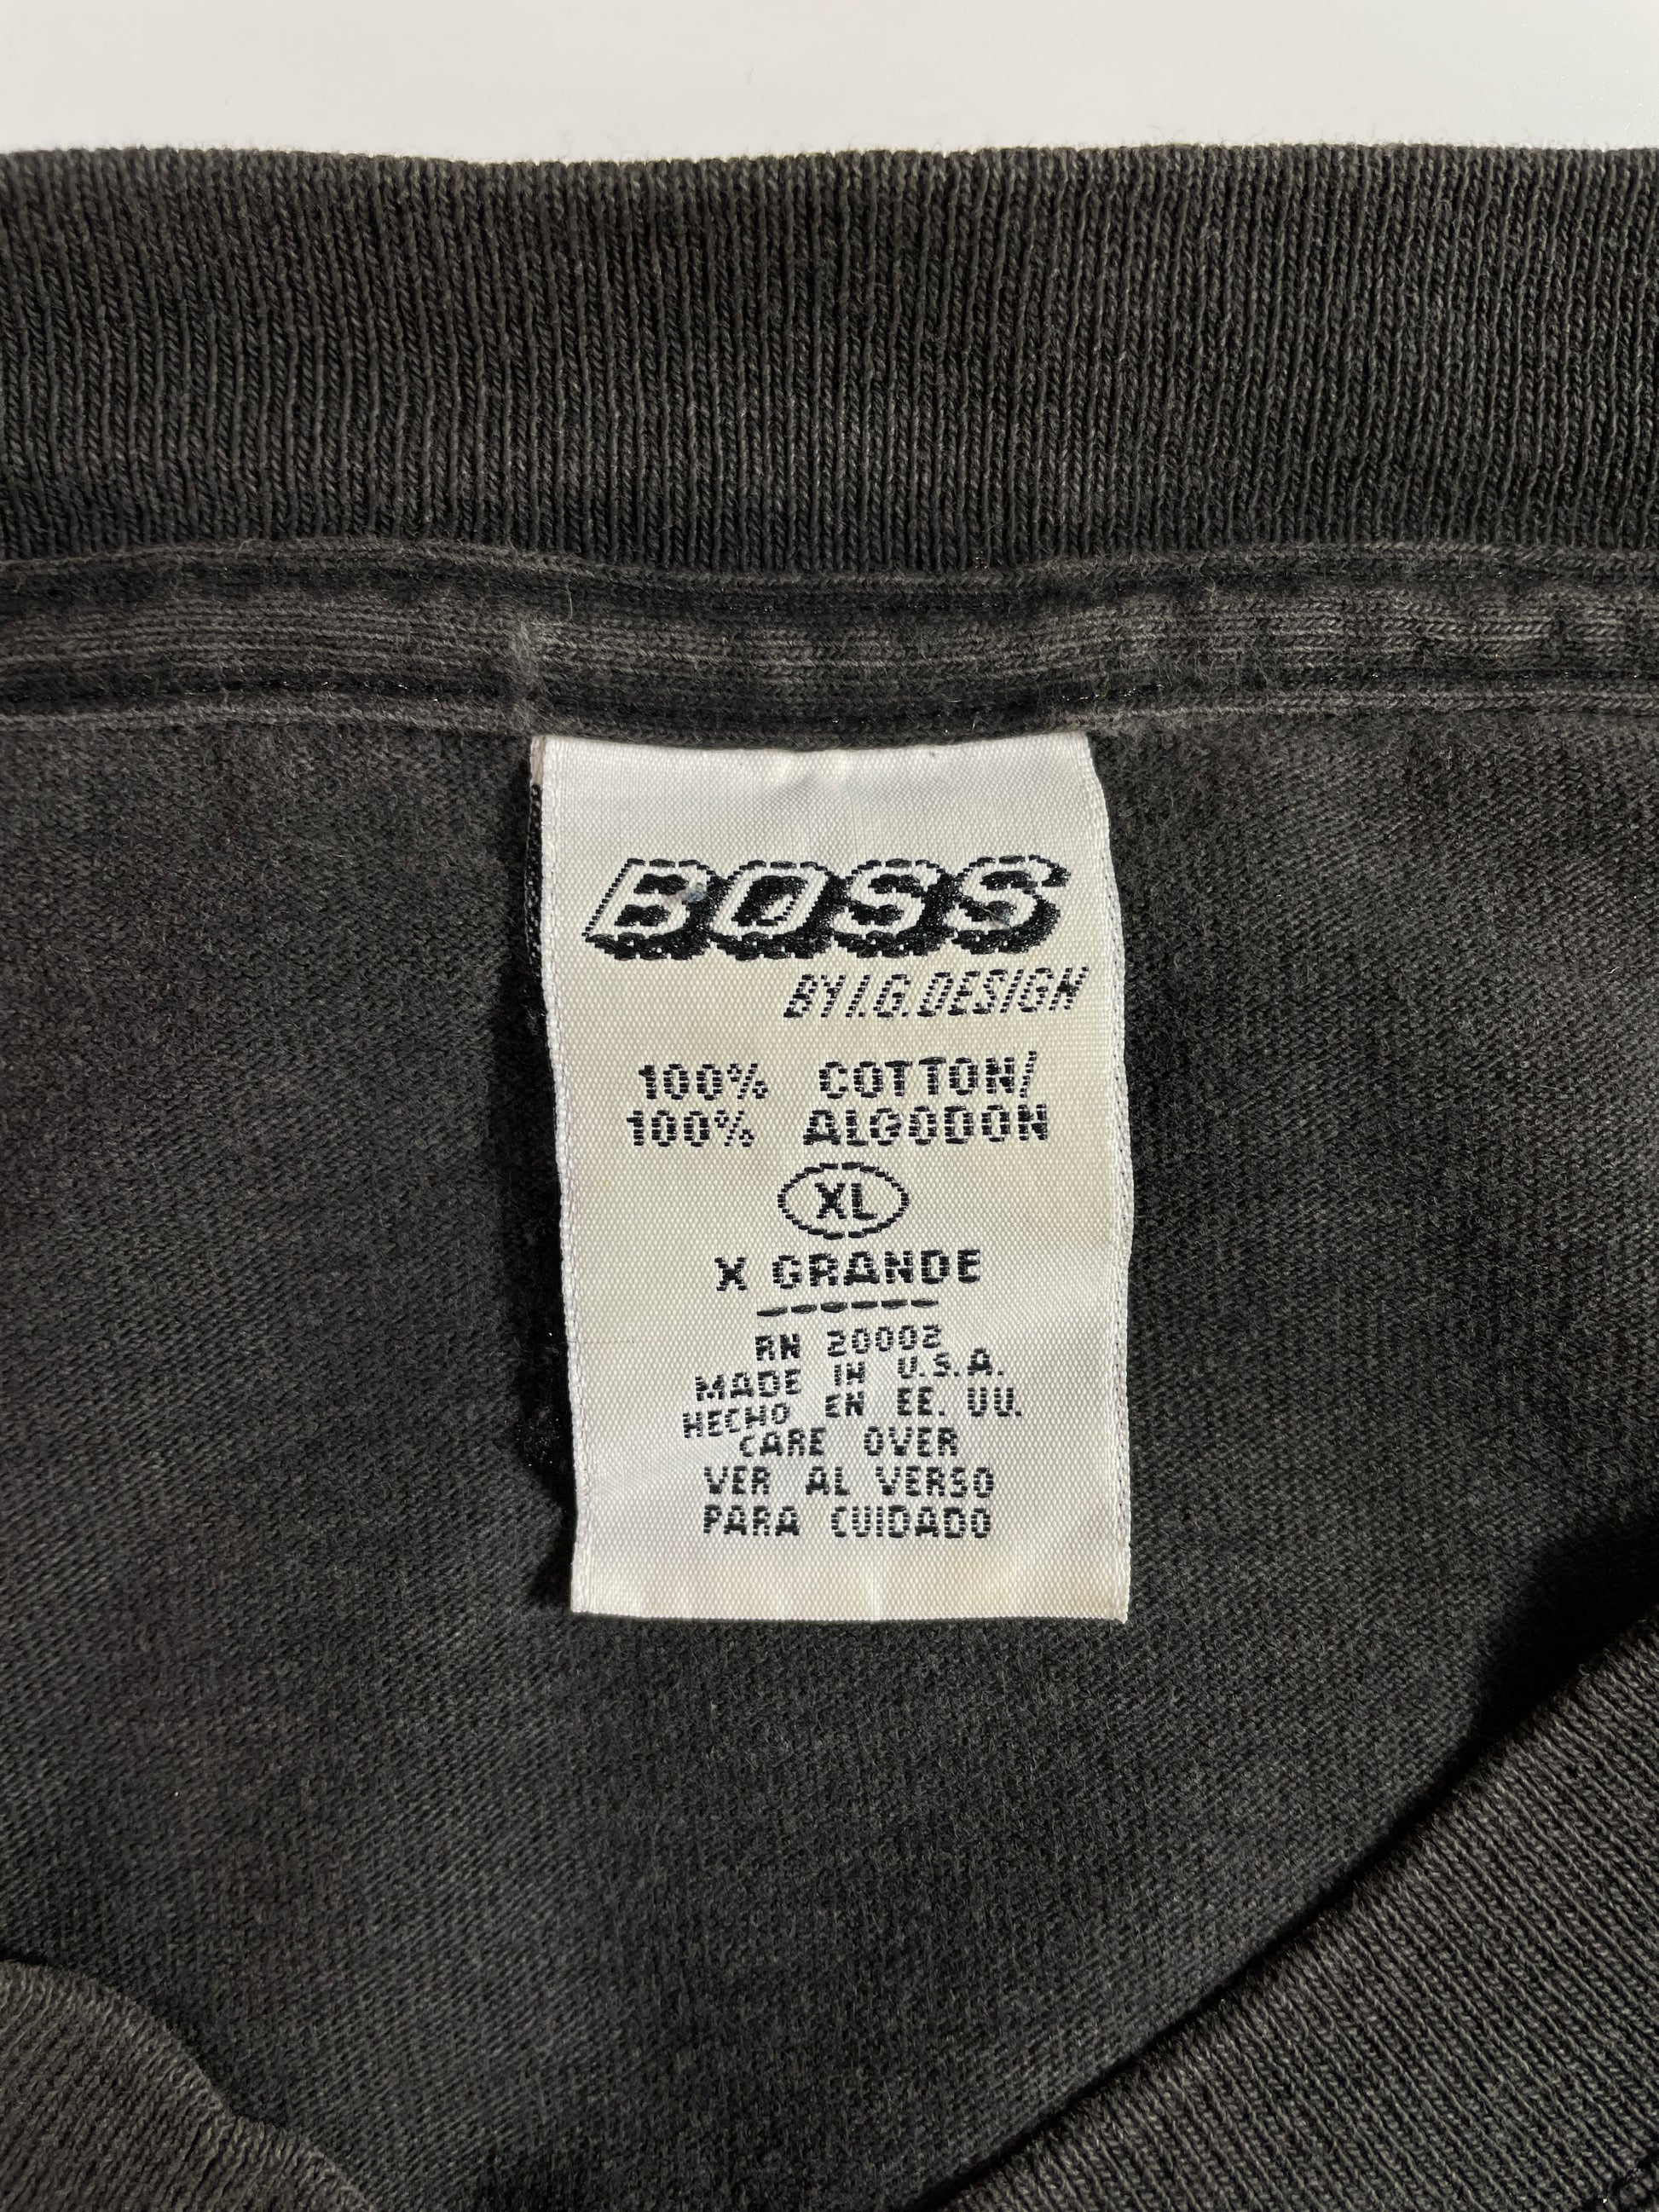 BOSS
BY I.G. DESIGN
100% COTTON/
100% ALGODON
XL
X GRANDE
RN 20002
MADE IN U.S.A.
HECHO EN EE. UU.
CARE OVER
VER AL VERSO
PARA CUIDADO